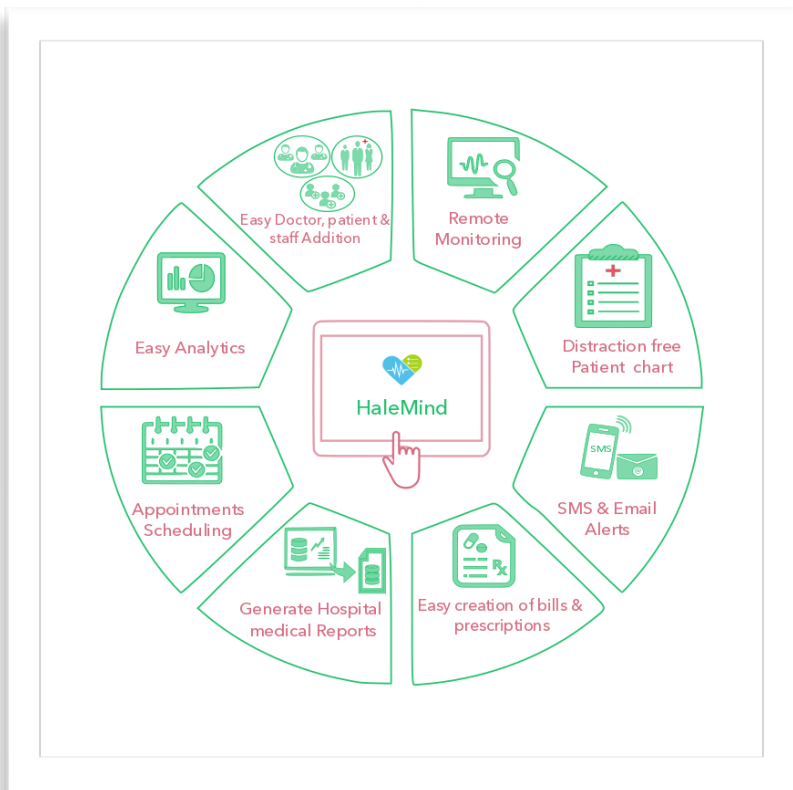 Easy Doctor, patient &
staff Addition
Remote
Monitoring
Easy Analytics
Distraction free
Patient chart
HaleMind
Appointments
Scheduling
SMS
SMS & Email
Alerts
Generate Hospital
medical Reports
Rx
Easy creation of bills &
prescriptions